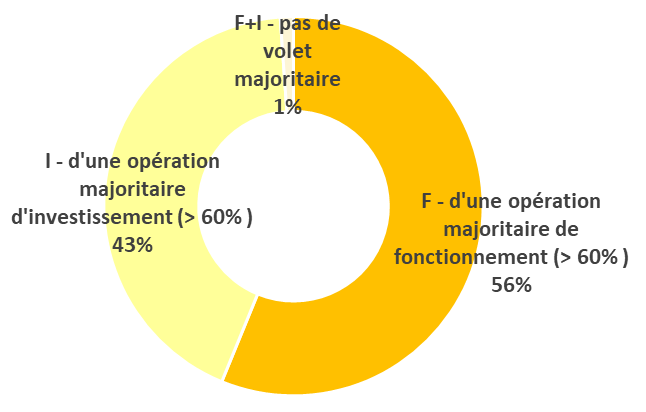 F+I - pas de
volet
majoritaire
1%
I - d'une opération
majoritaire
d'investissement (> 60% )
43%
F - d'une opération
majoritaire de
fonctionnement (> 60% )
56%